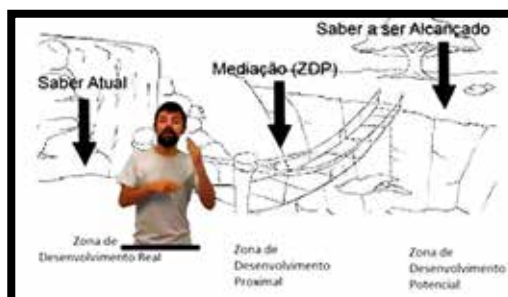 Saber a ser Alcançado
Mediação (ZDP)
Saber Atual
Zona de
Desenvolvimento Real
Zona de
Desenvolvimento
Proximal
Zona de
Desenvolvimento
Potencial